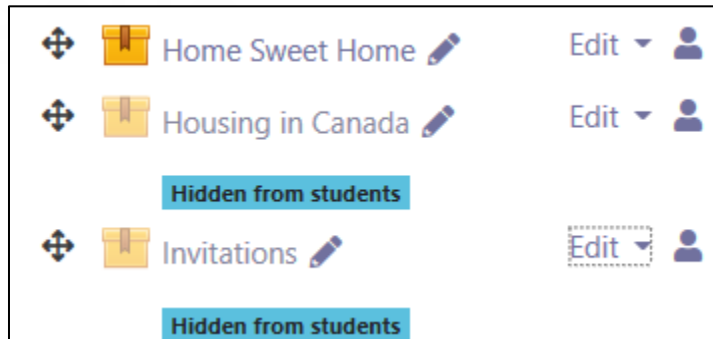 Home Sweet Home Edit
Housing in Canada Edit
Hidden from students
Invitations Edit
Hidden from students